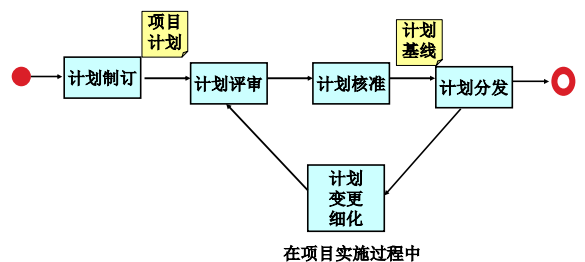 项目
计划
计划
基线
计划制订
计划评审
计划核准
计划分发
计划
变更
细化
在项目实施过程中